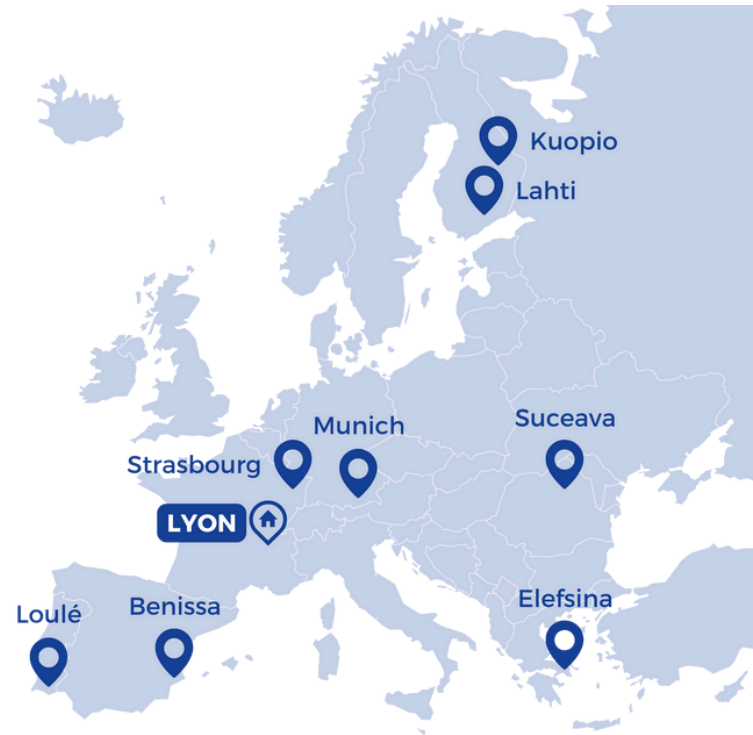 Kuopio
Lahti
Munich
Suceava
Strasbourg
LYON
Elefsina
Benissa
Loulé